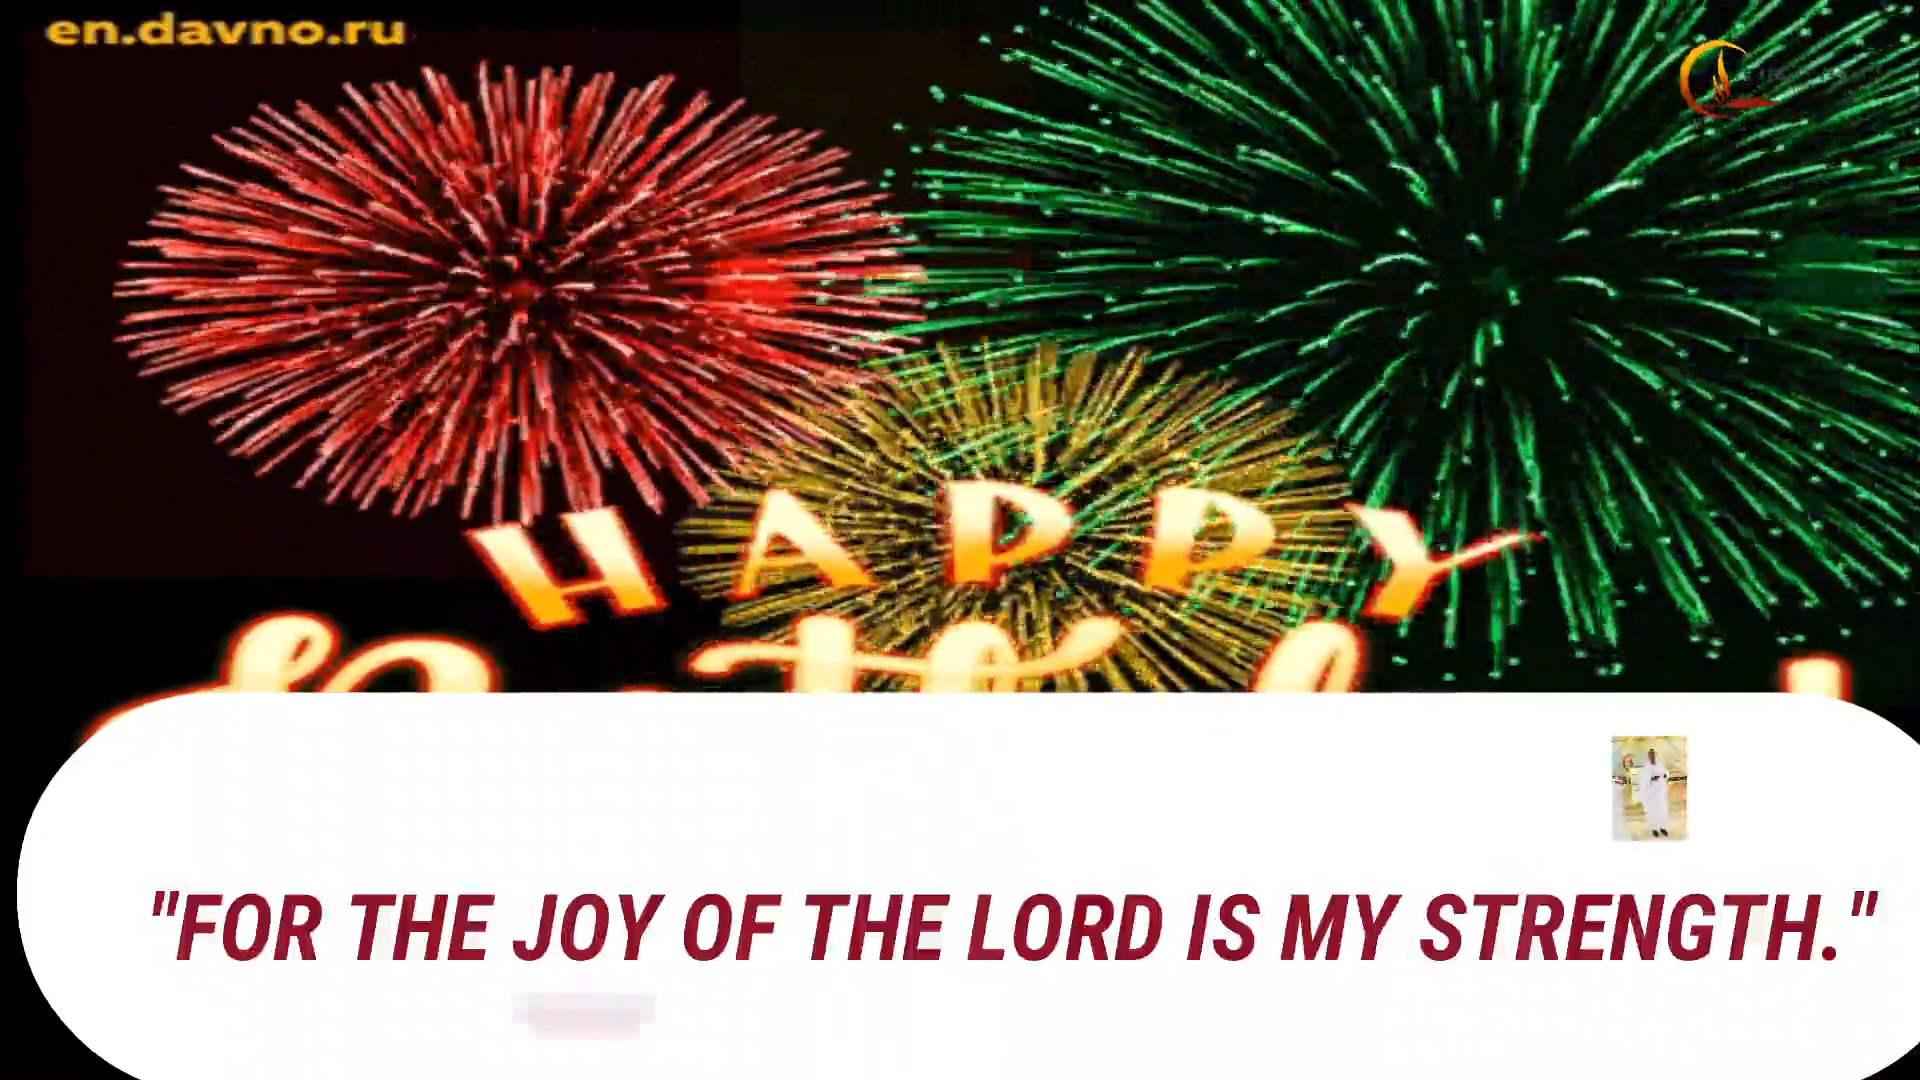 en.davno.ru
HAPPY
"FOR THE JOY OF THE LORD IS MY STRENGTH."